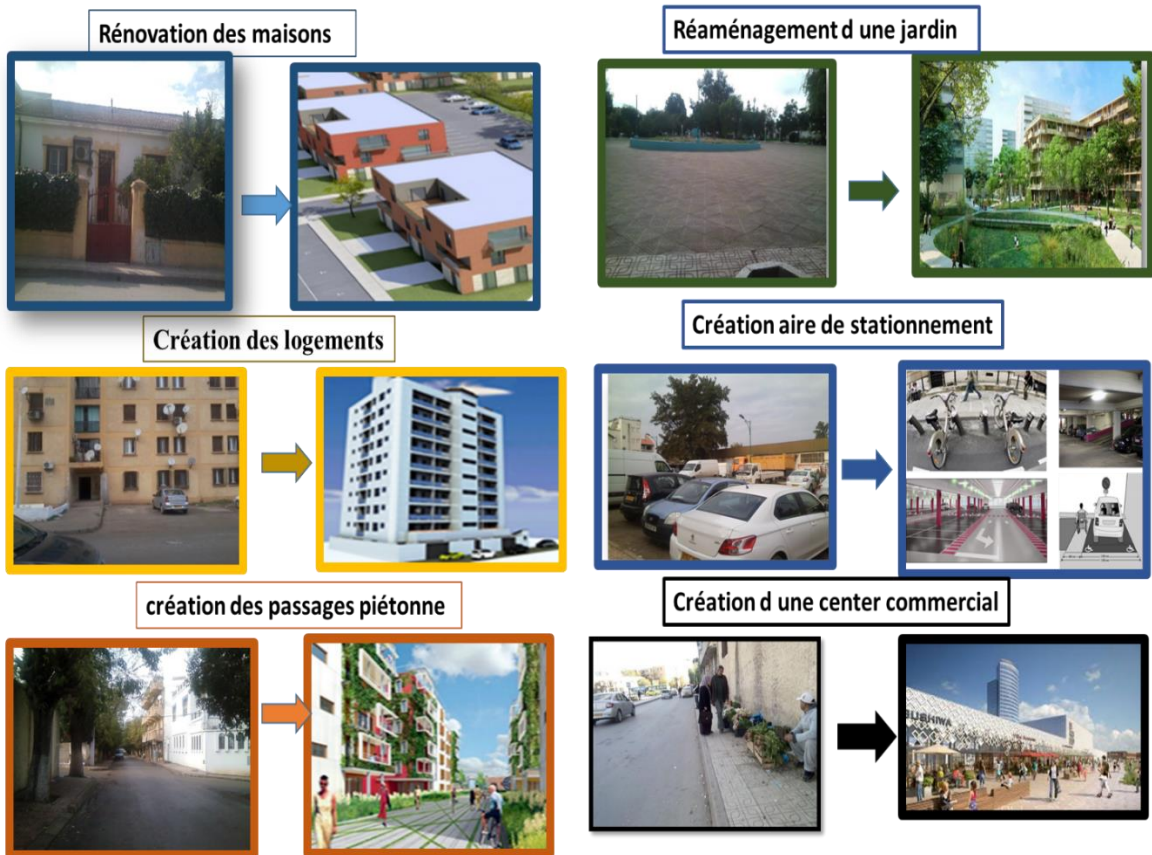 Rénovation des maisons
Réaménagement d une jardin
Création des logements
Création aire de stationnement
création des passages piétonne
Création d une center commercial
SUSHIWA